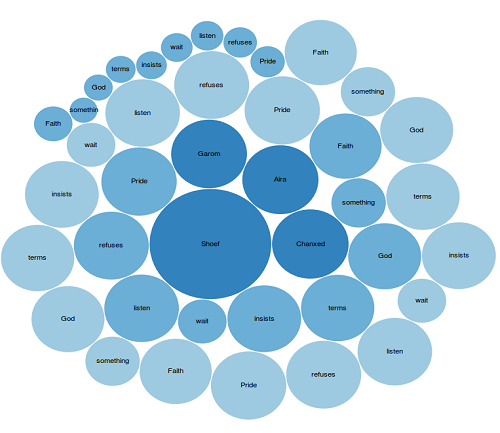 listen
wait
refuses
Faith
Pride
insists
terms
God
something
somethin
refuses
Pride
listen
God
Faith
wait
Faith
Garom
Aira
Pride
insists
something
terms
Shoef
Chanxed
refuses
God
insists
terms
wait
listen
terms
God
wait
insists
listen
something
Faith
refuses
Pride